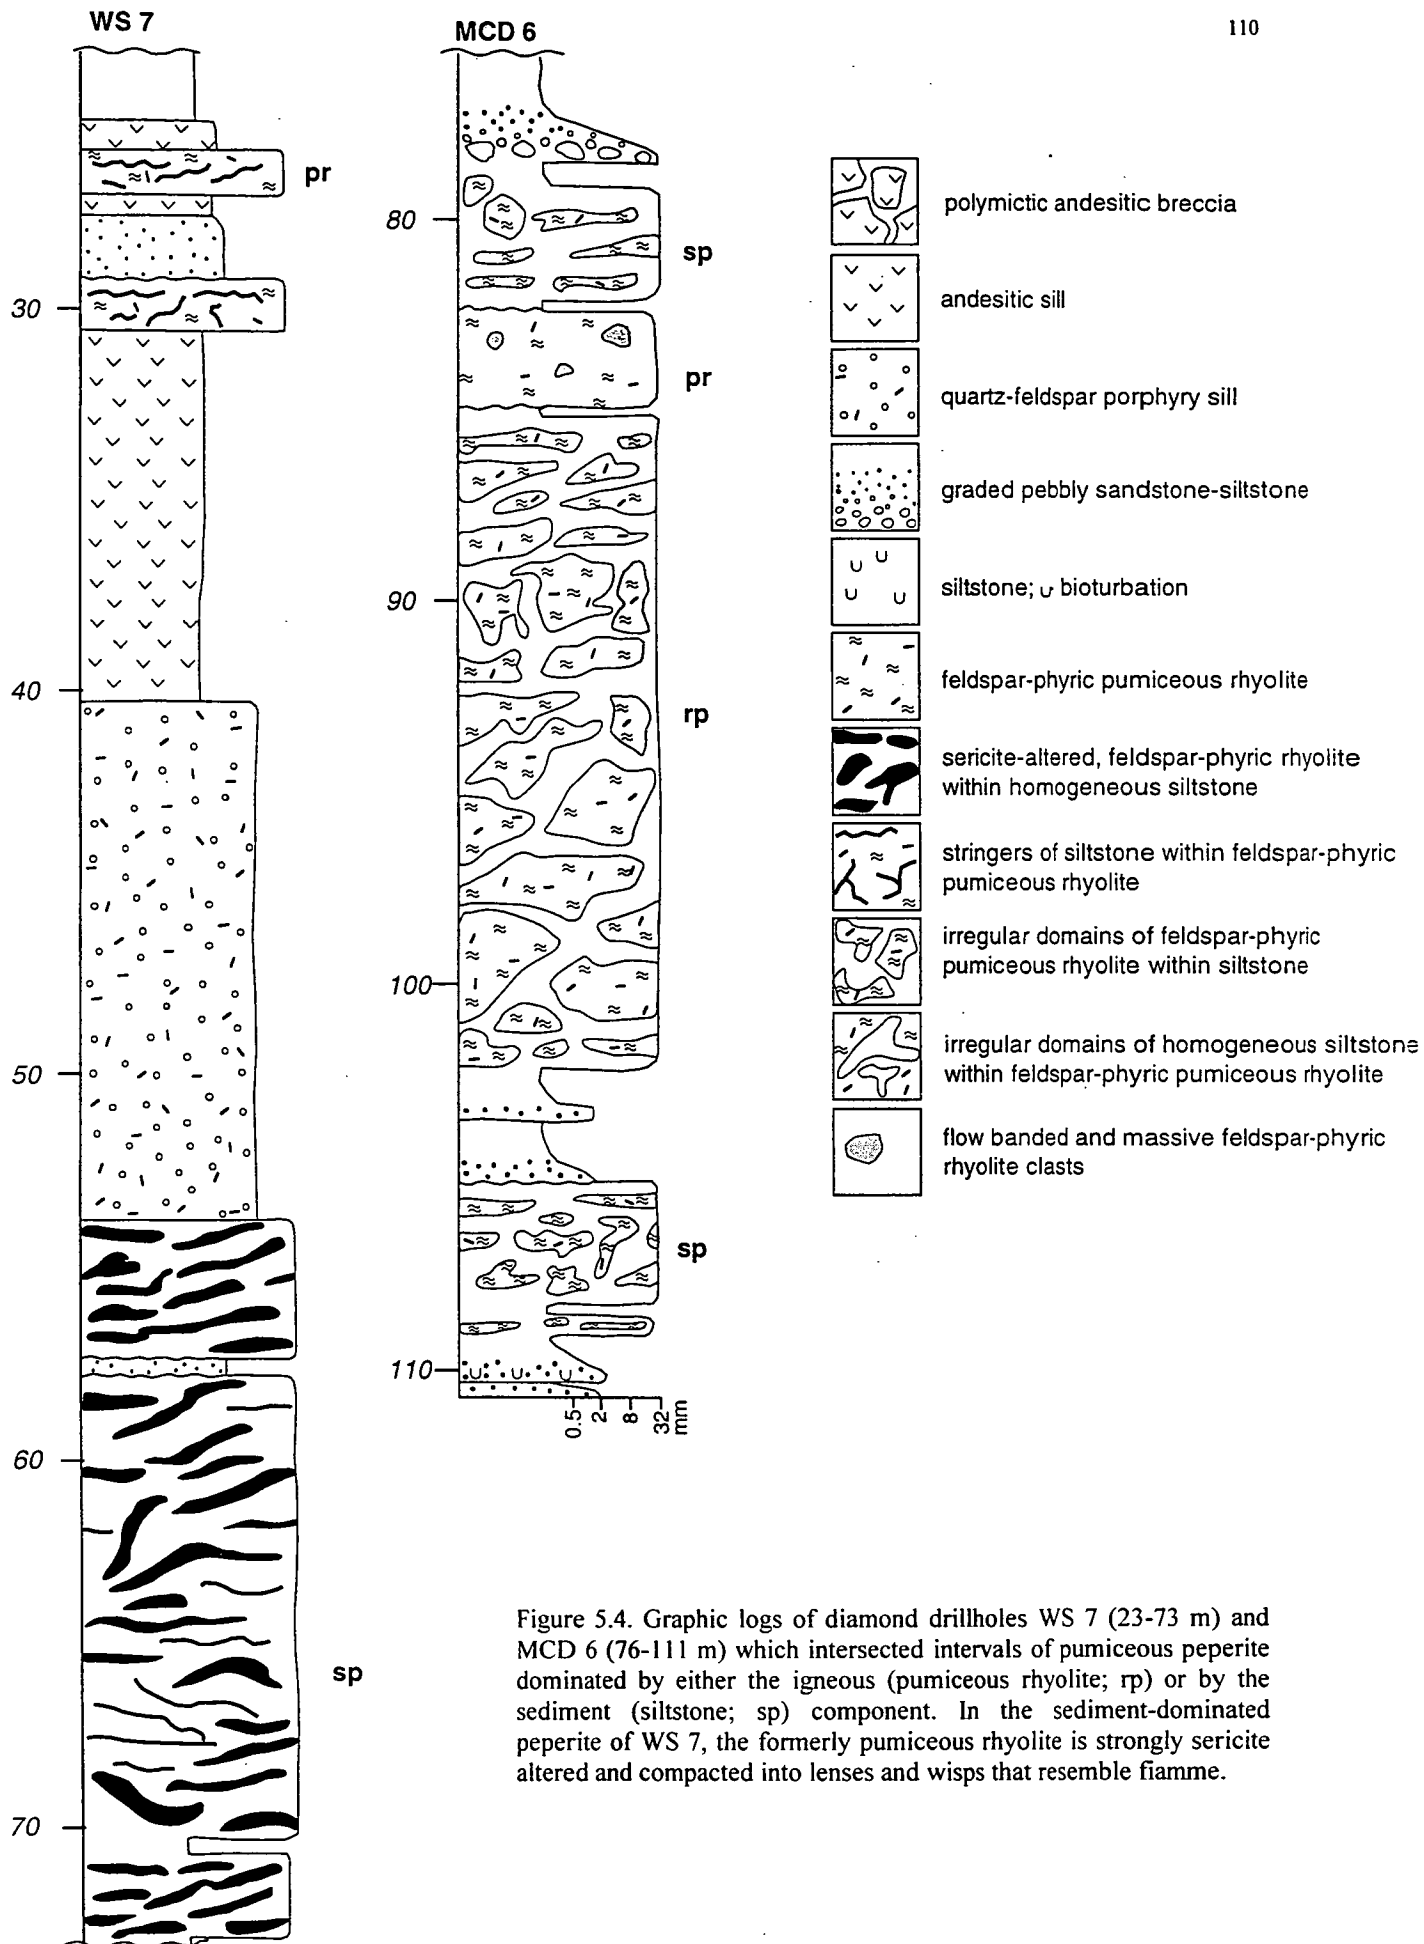 110
WS 7
pr
30
40
50
60
sp
70
MCD 6
80
sp
pr
90
rp
100
sp
110
0.5
2
8
32
mm
polymictic andesitic breccia
andesitic sill
quartz-feldspar porphyry sill
graded pebbly sandstone-siltstone
siltstone; u bioturbation
feldspar-phyric pumiceous rhyolite
sericite-altered, feldspar-phyric rhyolite
within homogeneous siltstone
stringers of siltstone within feldspar-phyric
pumiceous rhyolite
irregular domains of feldspar-phyric
pumiceous rhyolite within siltstone
irregular domains of homogeneous siltstone
within feldspar-phyric pumiceous rhyolite
flow banded and massive feldspar-phyric
rhyolite clasts
Figure 5.4. Graphic logs of diamond drillholes WS 7 (23-73 m) and
MCD 6 (76-111 m) which intersected intervals of pumiceous peperite
dominated by either the igneous (pumiceous rhyolite; rp) or by the
sediment (siltstone; sp) component. In the sediment-dominated
peperite of WS 7, the formerly pumiceous rhyolite is strongly sericite
altered and compacted into lenses and wisps that resemble fiamme.